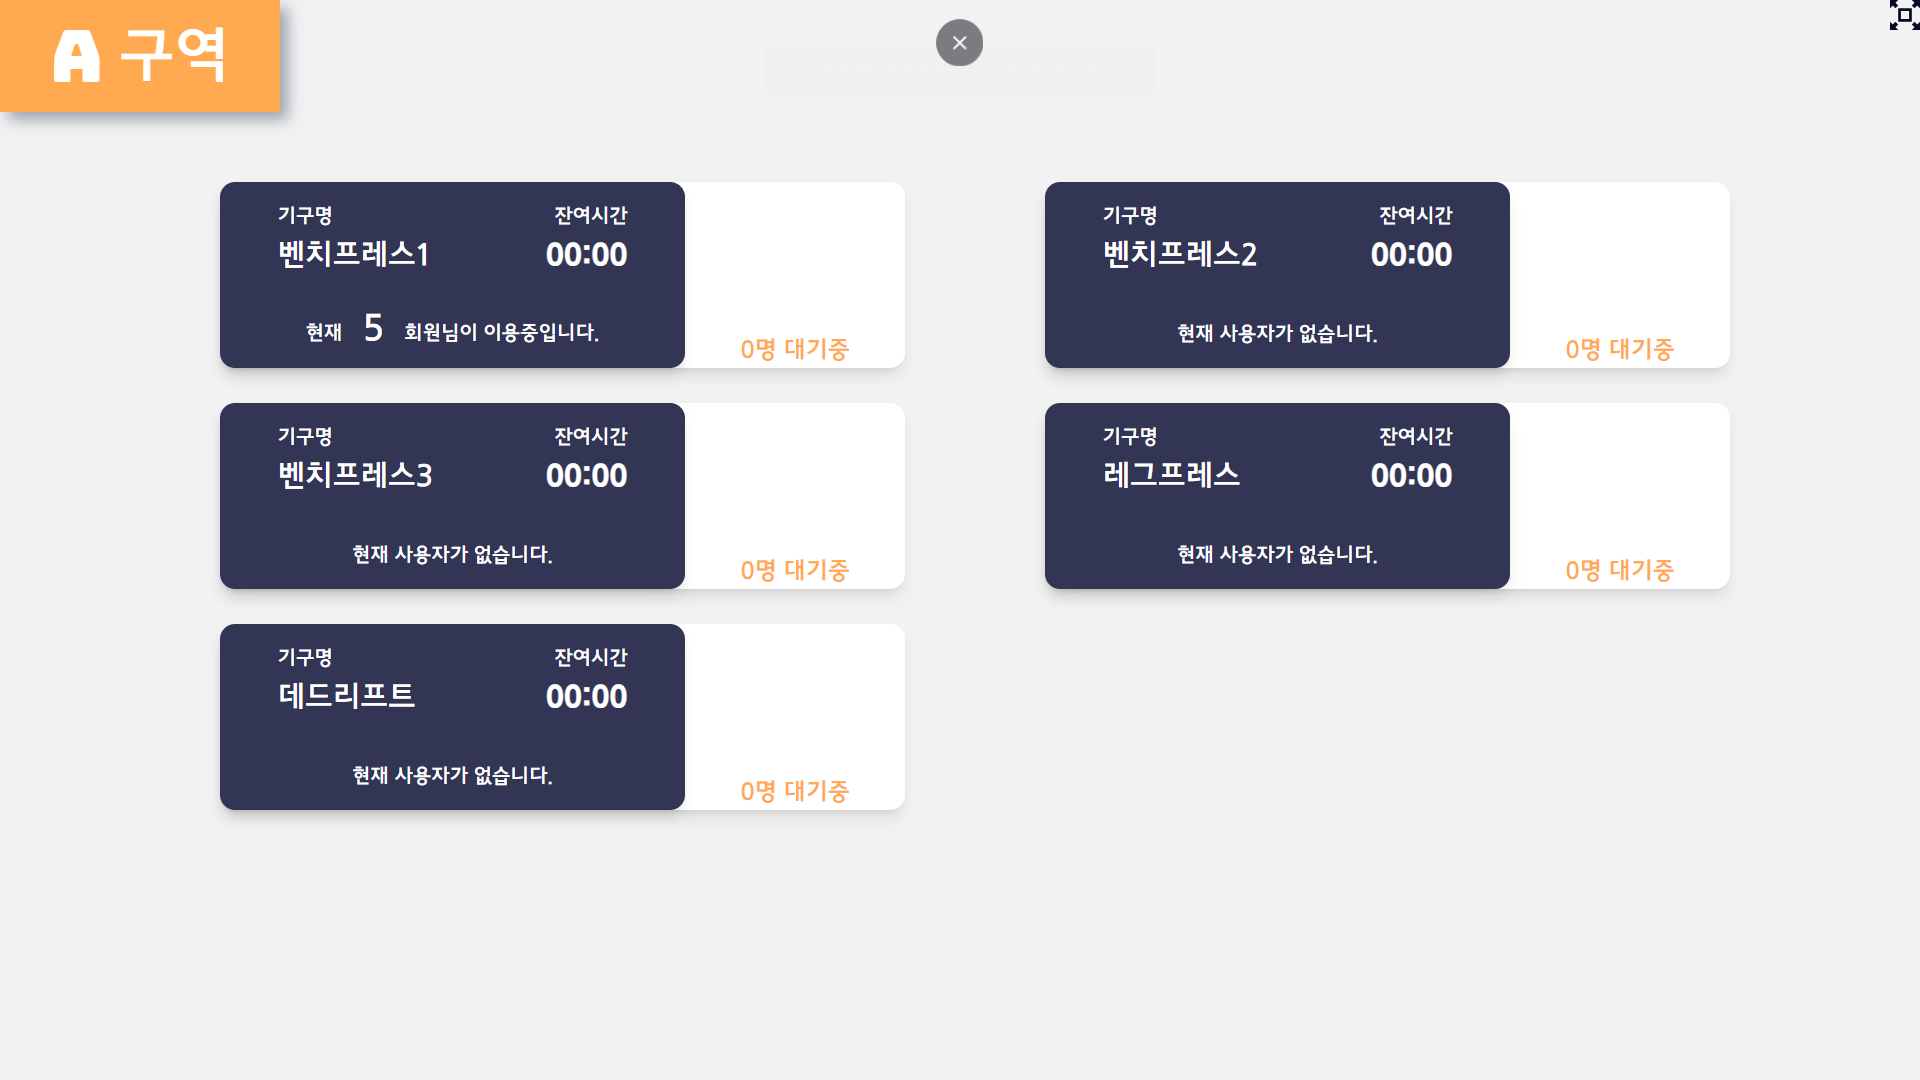 A 구역
기구명 잔여시간
벤치프레스1 00:00
현재 5 회원님이 이용중입니다.
0명 대기중
기구명 잔여시간
벤치프레스2 00:00
현재 사용자가 없습니다.
0명 대기중
기구명 잔여시간
벤치프레스3 00:00
현재 사용자가 없습니다.
0명 대기중
기구명 잔여시간
레그프레스 00:00
현재 사용자가 없습니다.
0명 대기중
기구명 잔여시간
데드리프트 00:00
현재 사용자가 없습니다.
0명 대기중